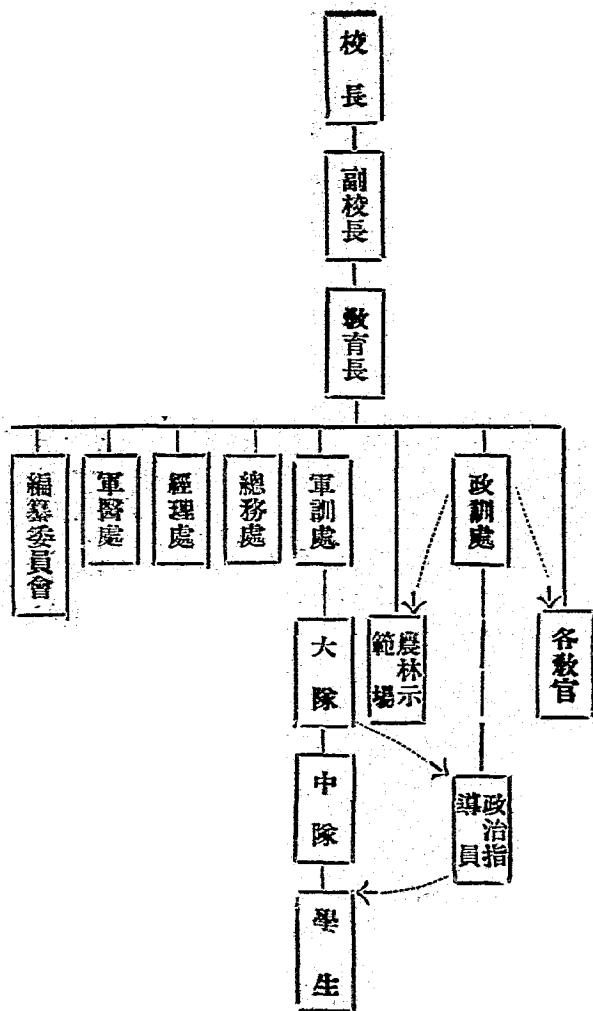 校長
副校長
教育長
各教官
政訓處
農林示
範場
軍訓處
總務處
經理處
軍醫處
編纂委員會
大隊
中隊
學生
政治指
導員